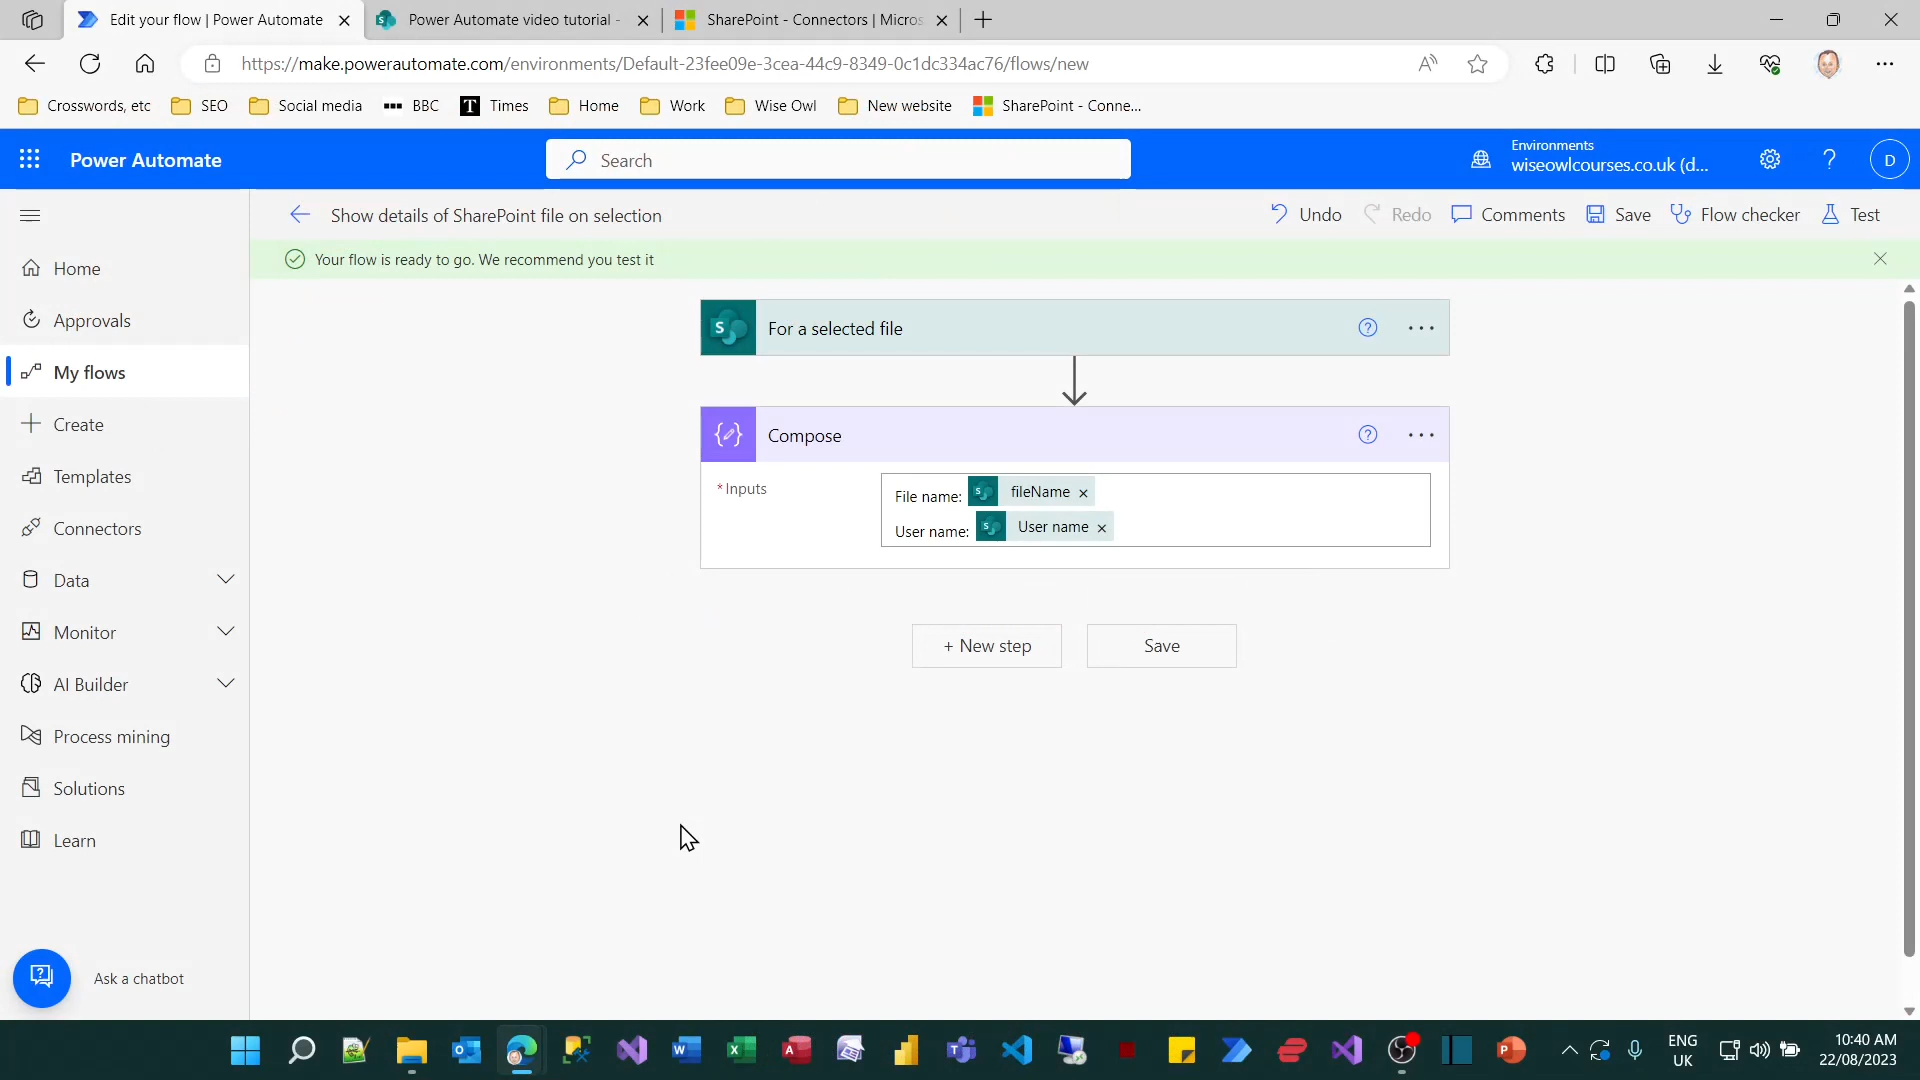 Edit your flow | Power Automate
Power Automate video tutorial -
SharePoint - Connectors | Micros
https://make.powerautomate.com/environments/Default-23fee09e-3cea-44c9-8349-0c1dc334ac76/flows/new
Crosswords, etc
SEO
Social media
BBC
T Times
Home
Work
Wise Owl
New website
SharePoint - Conne...
Power Automate
Search
Environments
wiseowlcourses.co.uk (d...
D
Show details of SharePoint file on selection
Undo
Redo
Comments
Save
Flow checker
Test
Your flow is ready to go. We recommend you test it
Home
Approvals
My flows
Create
Templates
Connectors
Data
Monitor
AI Builder
Process mining
Solutions
Learn
Ask a chatbot
For a selected file
Compose
* Inputs
File name: fileName
User name: User name
+ New step
Save
ENG
UK
10:40 AM
22/08/2023